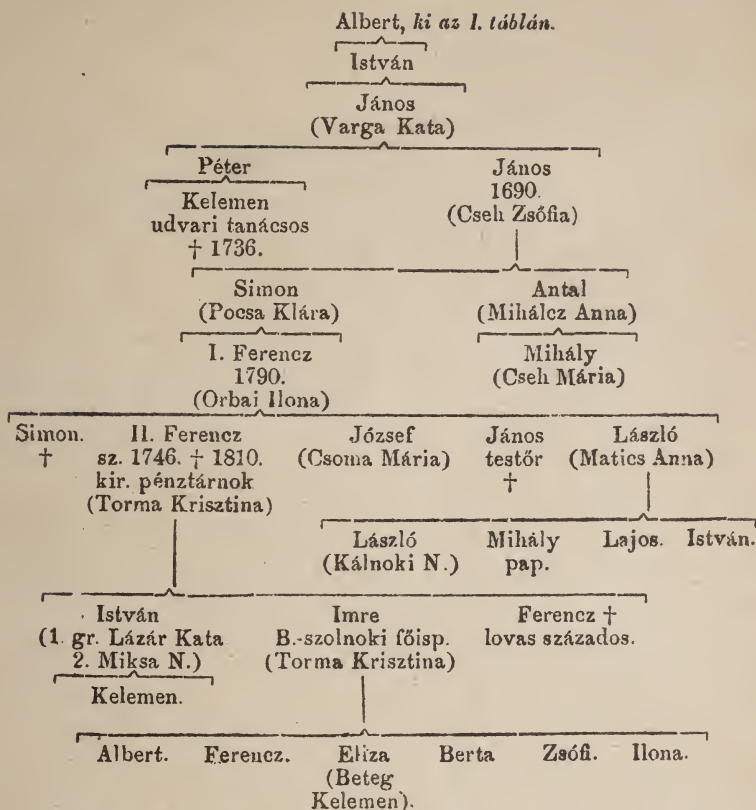 Albert, ki az I. táblán.
István
János
(Varga Kata)
Péter János
Kelemen 1690.
udvari tanácsos (Cseh Zsófia)
† 1736.
Simon Antal
(Pocsa Klára) (Mihálcz Anna)
I. Ferencz Mihály
1790. (Cseh Mária)
(Orbai Ilona)
Simon. II. Ferencz József János László
† sz. 1746. † 1810. (Csoma Mária) testőr (Matics Anna)
kir. pénztárnok †
(Torma Krisztina)
László Mihály Lajos. István.
(Kálnoki N.) pap.
István Imre Ferencz †
(1. gr. Lázár Kata B.-szolnoki főisp. lovas százados.
2. Miksa N.) (Torma Krisztina)
Kelemen.
Albert. Ferencz. Eliza Berta Zsófi. Ilona.
(Beteg
Kelemen).